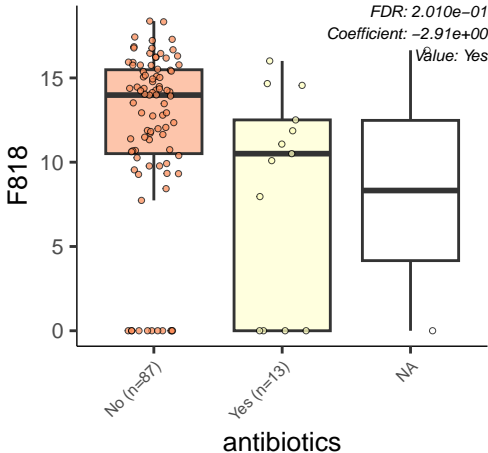 FDR: 2.010e−01
Coefficient: −2.91e+00
Value: Yes
F818
15
10
5
0
No (n=87)
Yes (n=13)
NA
antibiotics